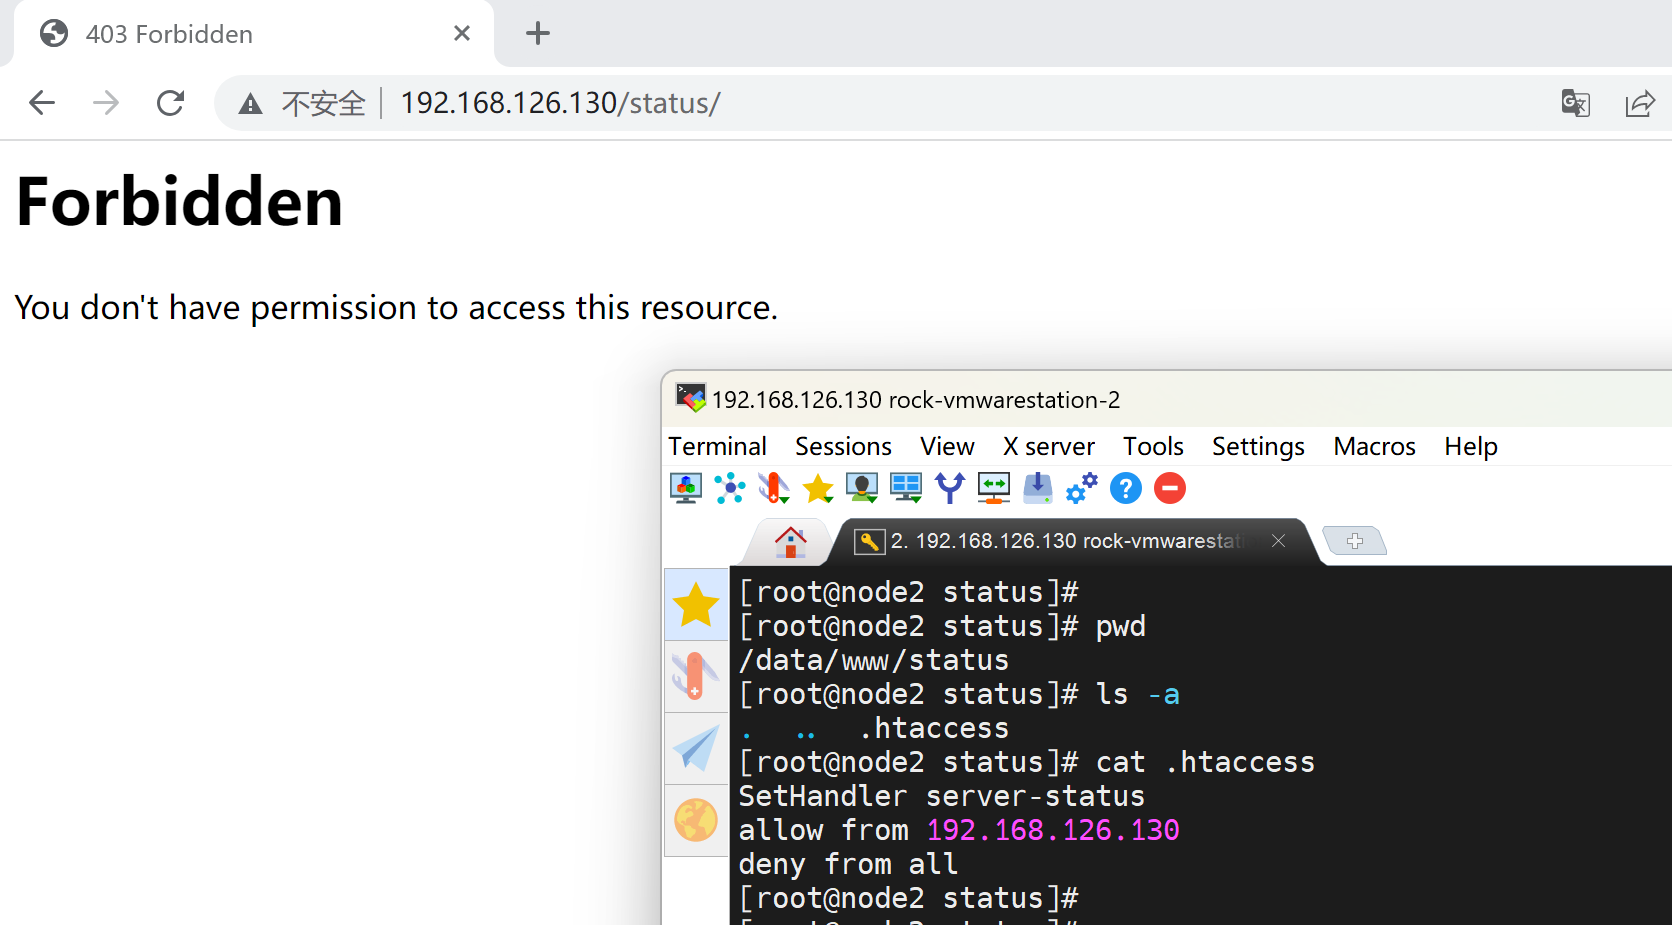 403 Forbidden
不安全 192.168.126.130/status/
Forbidden
You don't have permission to access this resource.
192.168.126.130 rock-vmwarestation-2
Terminal Sessions View X server Tools Settings Macros Help
2. 192.168.126.130 rock-vmwarestati
[root@node2 status]#
[root@node2 status]# pwd
/data/www/status
[root@node2 status]# ls -a
. .. .htaccess
[root@node2 status]# cat .htaccess
SetHandler server-status
allow from 192.168.126.130
deny from all
[root@node2 status]#